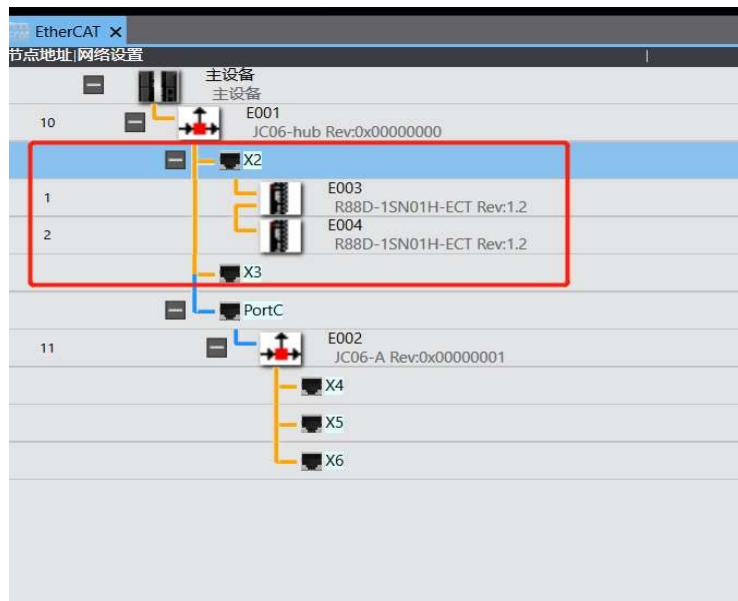 EtherCAT ×
节点地址|网络设置 |
主设备
主设备
10 E001
JC06-hub Rev:0x00000000
X2
1 E003
R88D-1SN01H-ECT Rev:1.2
2 E004
R88D-1SN01H-ECT Rev:1.2
X3
PortC
11 E002
JC06-A Rev:0x00000001
X4
X5
X6